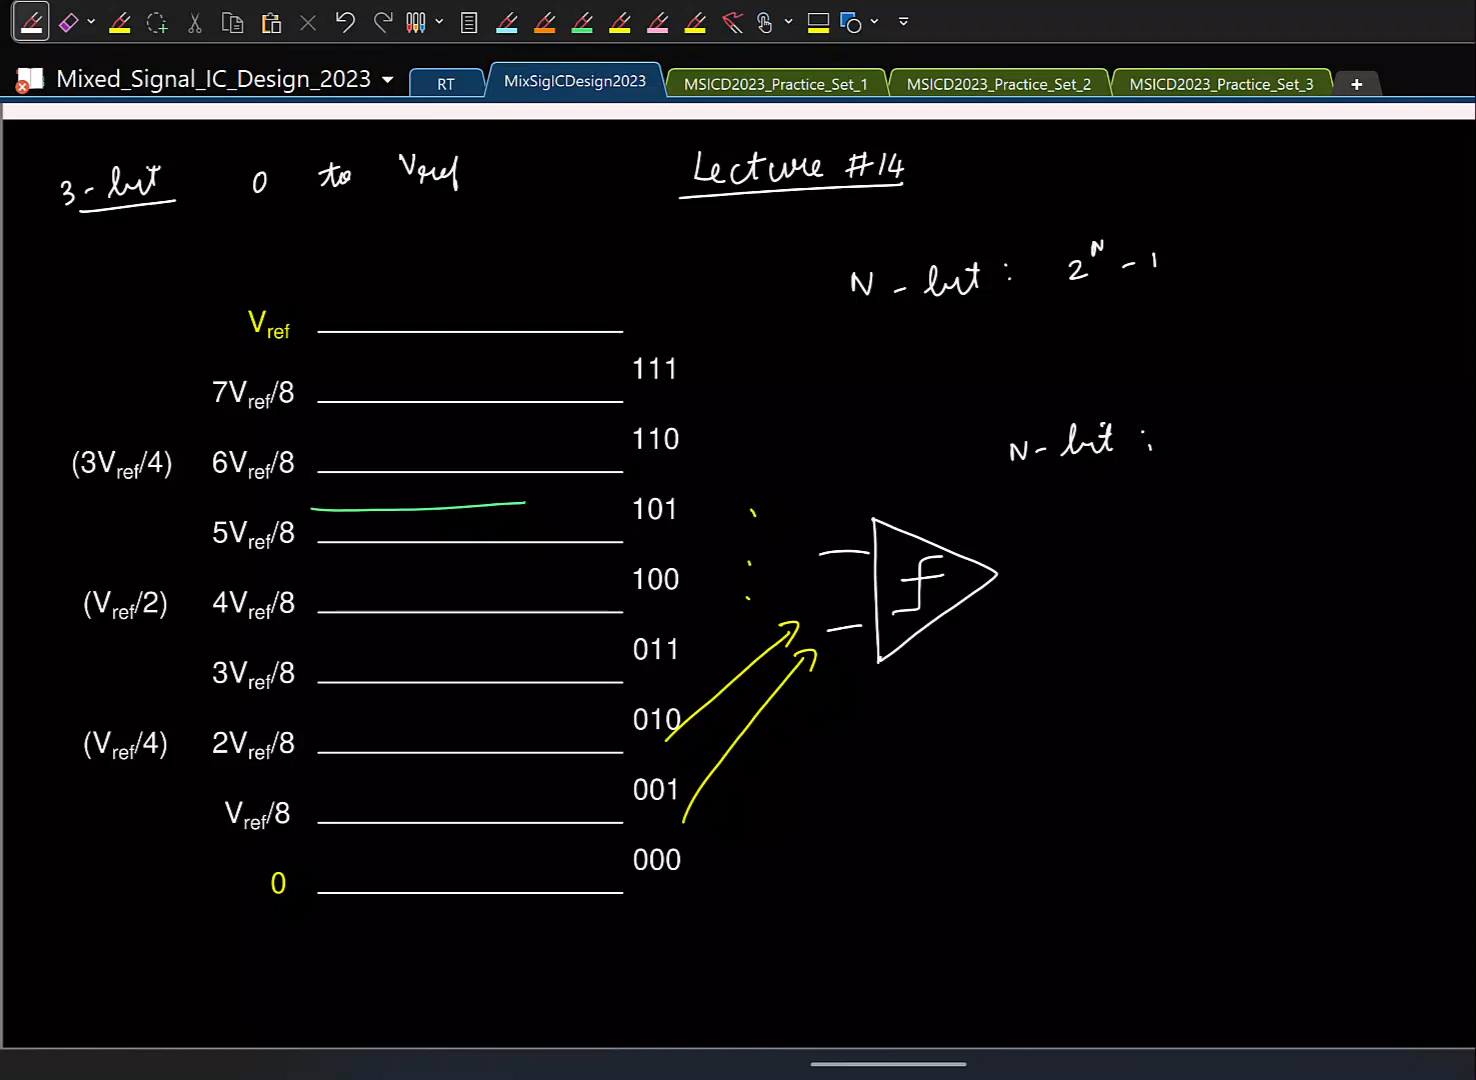 Mixed_Signal_IC_Design_2023
RT
MixSigICDesign2023
MSICD2023_Practice_Set_1
MSICD2023_Practice_Set_2
MSICD2023_Practice_Set_3
3-bit 0 to Vref
Lecture #14
N-bit : 2^N - 1
Vref
111
7Vref/8
110
(3Vref/4) 6Vref/8
N-bit :
101
5Vref/8
100
(Vref/2) 4Vref/8
011
3Vref/8
010
(Vref/4) 2Vref/8
001
Vref/8
000
0